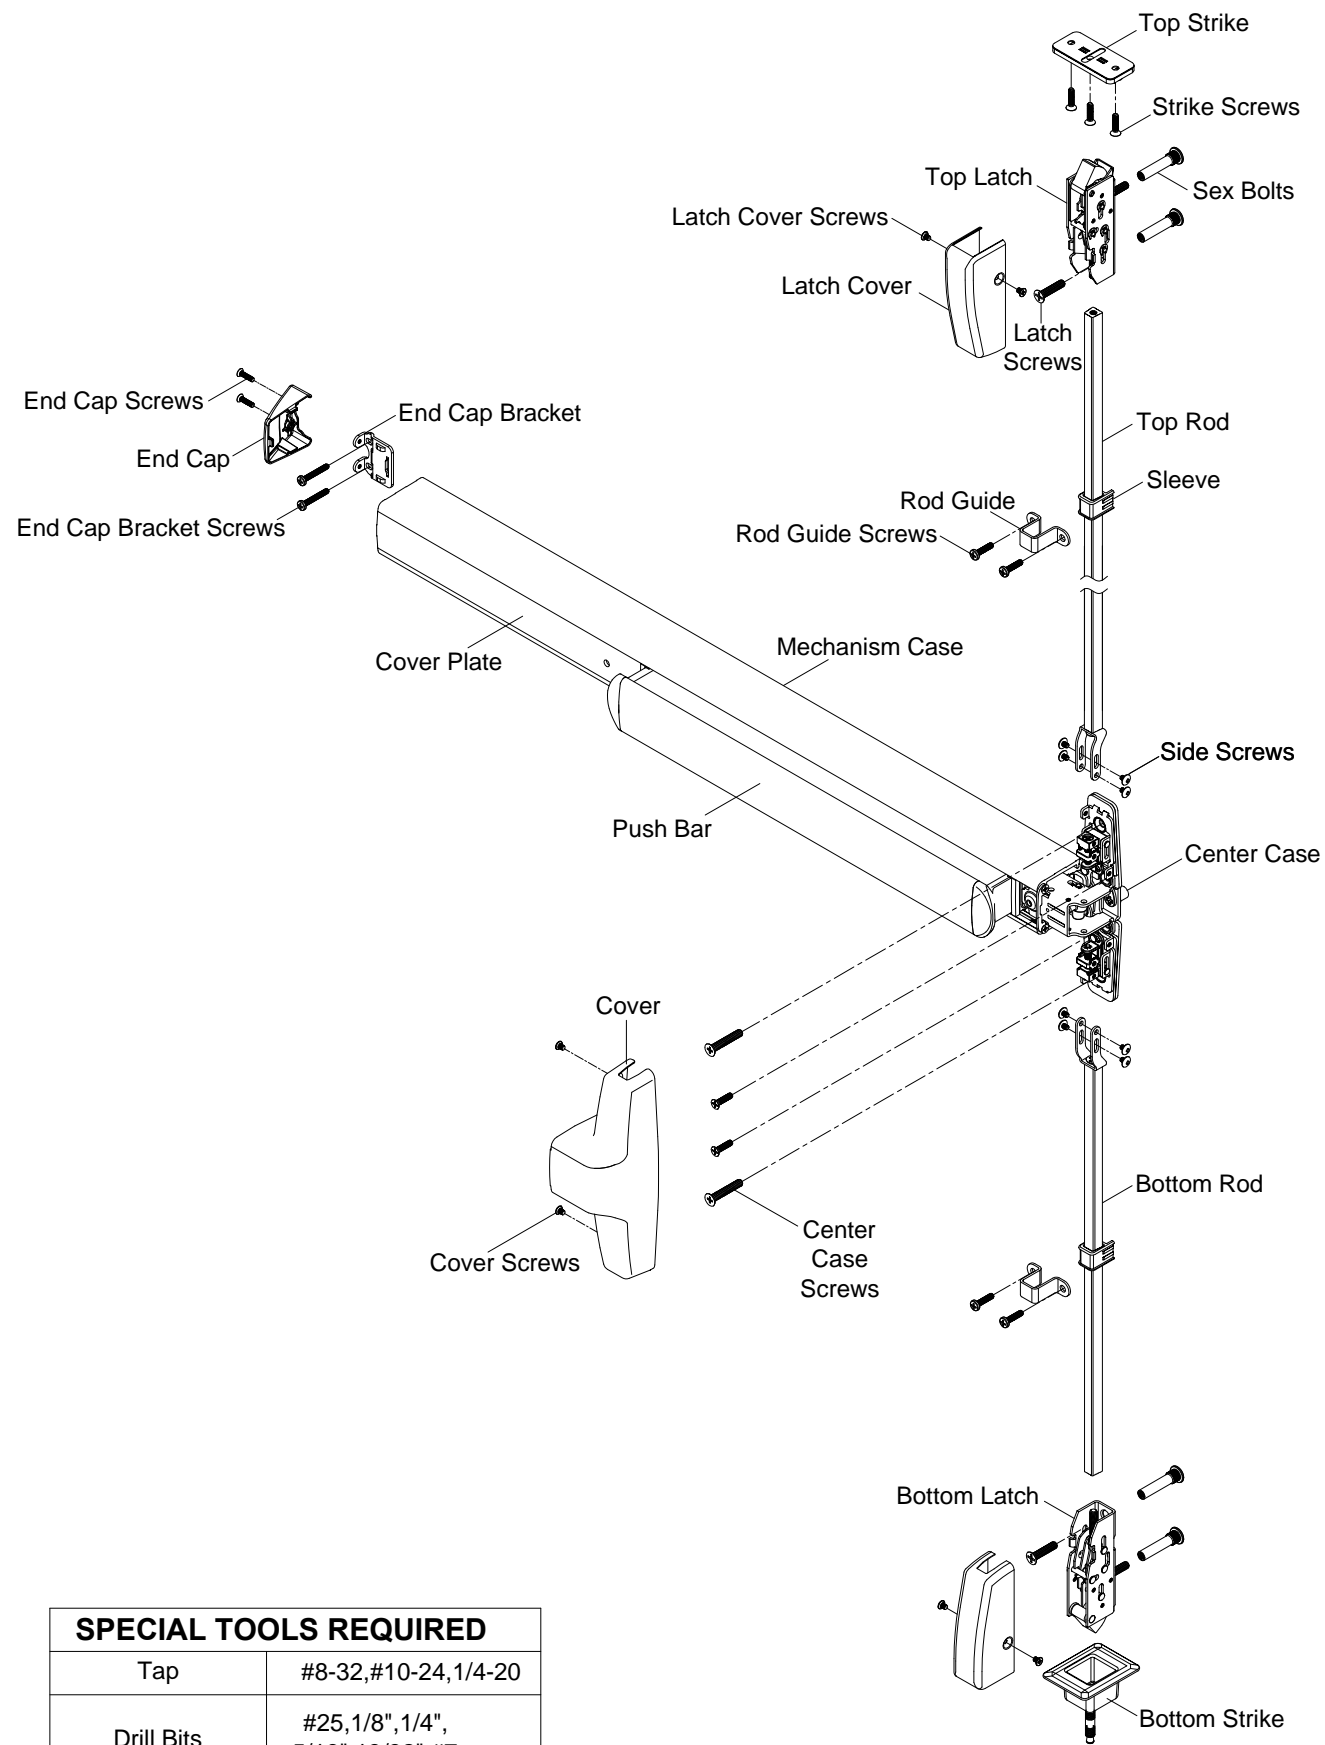 Top Strike
Strike Screws
Top Latch
Sex Bolts
Latch Cover Screws
Latch Cover
Latch
Screws
End Cap Screws
End Cap Bracket
End Cap
Top Rod
Sleeve
Rod Guide
End Cap Bracket Screws
Rod Guide Screws
Mechanism Case
Cover Plate
Side Screws
Push Bar
Center Case
Cover
Bottom Rod
Center
Case
Screws
Cover Screws
Bottom Latch
SPECIAL TOOLS REQUIRED
Tap #8-32,#10-24,1/4-20
Drill Bits #25,1/8",1/4",
Bottom Strike